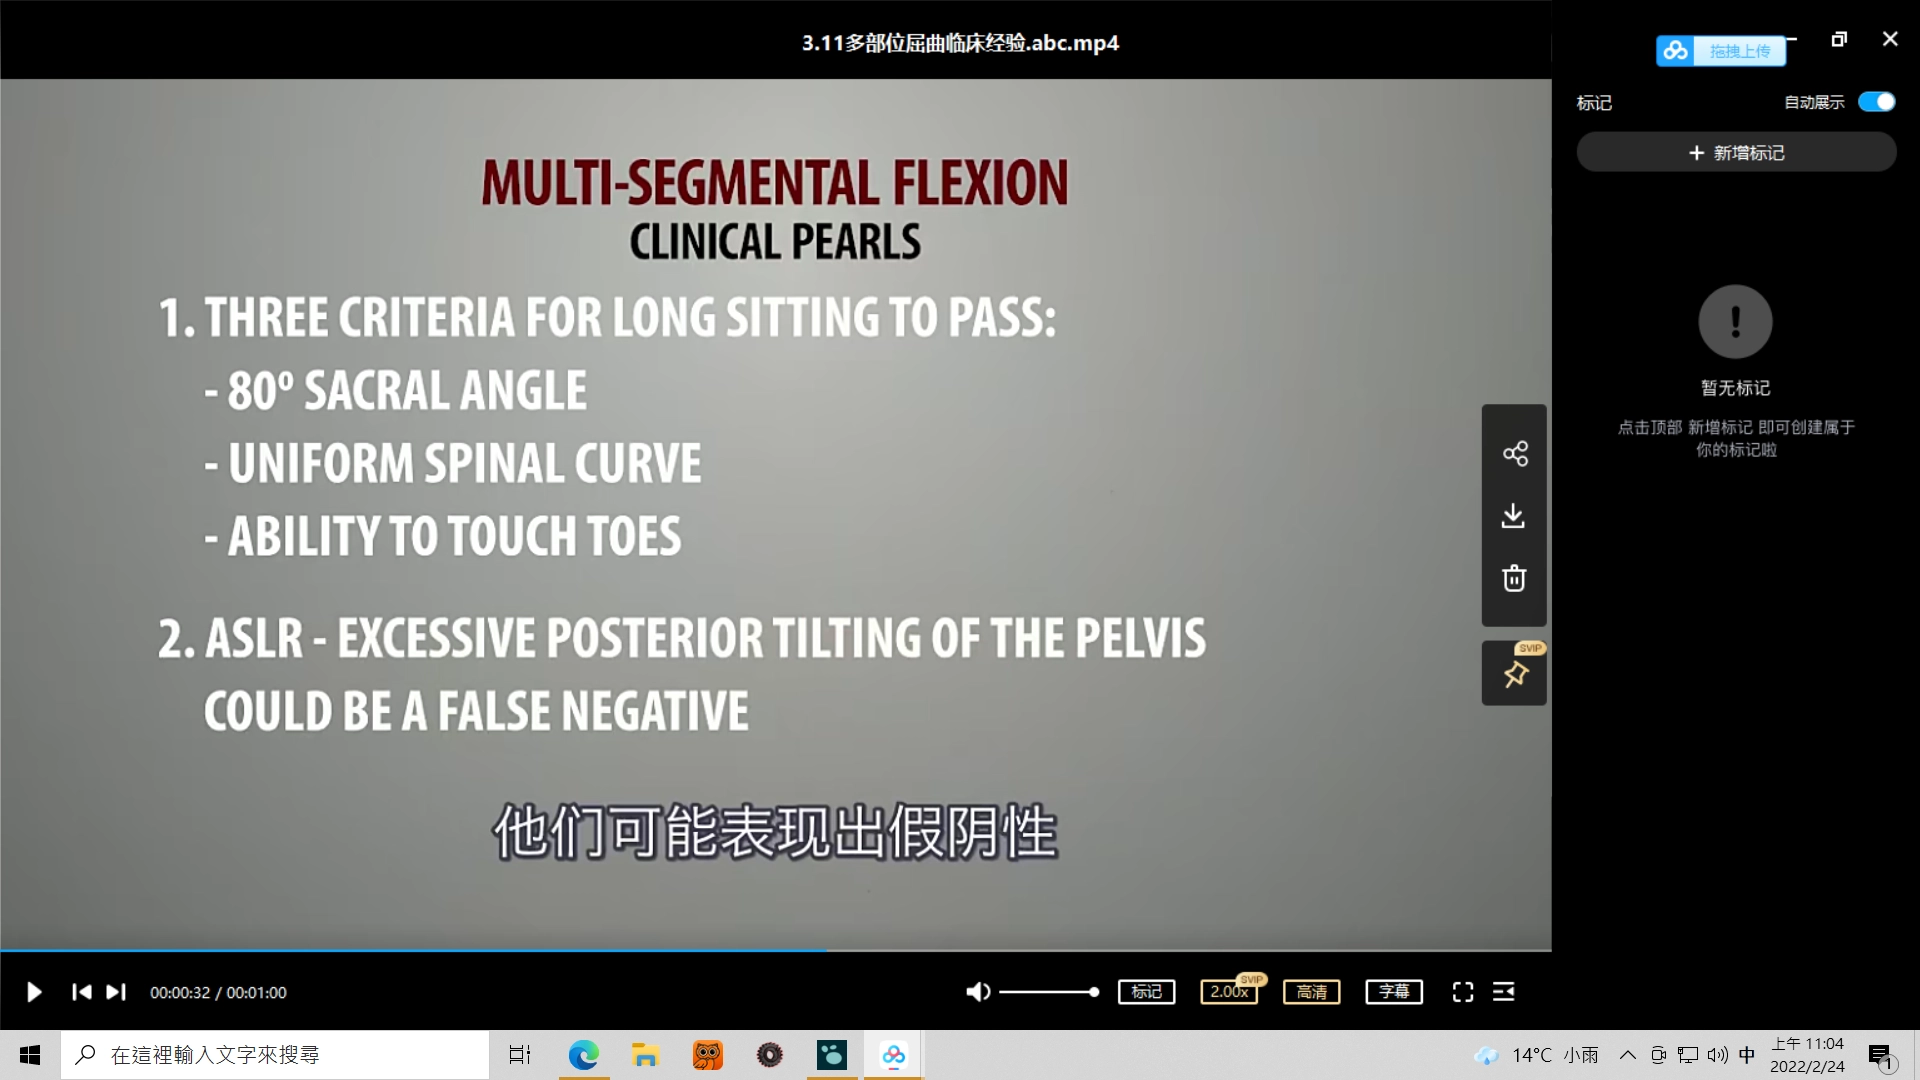 3.11多部位屈曲临床经验.abc.mp4
拖拽上传
标记
自动展示
+ 新增标记
MULTI-SEGMENTAL FLEXION
CLINICAL PEARLS
1. THREE CRITERIA FOR LONG SITTING TO PASS:
- 80º SACRAL ANGLE
- UNIFORM SPINAL CURVE
- ABILITY TO TOUCH TOES
2. ASLR - EXCESSIVE POSTERIOR TILTING OF THE PELVIS
COULD BE A FALSE NEGATIVE
他们可能表现出假阴性
SVIP
暂无标记
点击顶部 新增标记 即可创建属于
你的标记啦
00:00:32 / 00:01:00
标记
2.00x
SVIP
高清
字幕
在這裡輸入文字來搜尋
14°C 小雨
中
上午 11:04
2022/2/24
1